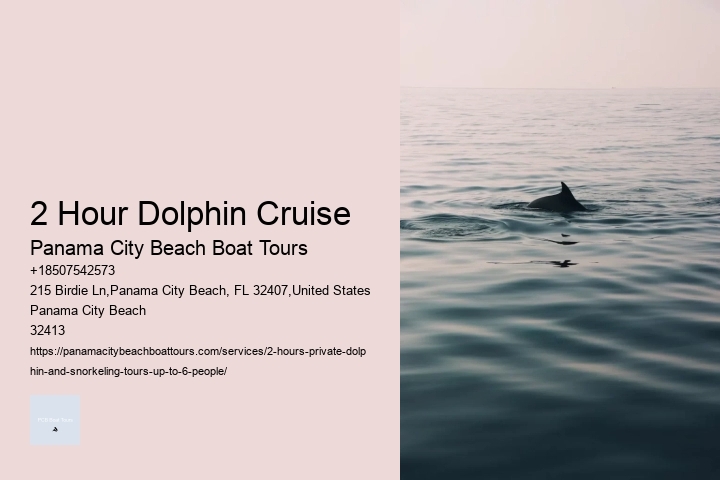 2 Hour Dolphin Cruise
Panama City Beach Boat Tours
+18507542573
215 Birdie Ln,Panama City Beach, FL 32407,United States
Panama City Beach
32413
https://panamacitybeachboattours.com/services/2-hours-private-dolp
hin-and-snorkeling-tours-up-to-6-people/